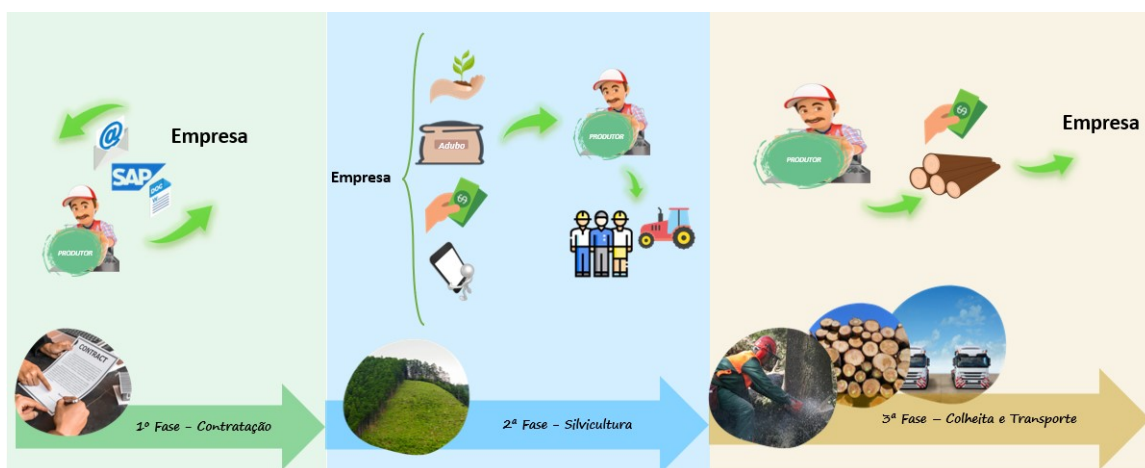 Empresa
@
SAP
DOC
W
PRODUTOR
CONTRACT
1º Fase - Contratação
Empresa
Adubo
PRODUTOR
2ª Fase - Silvicultura
PRODUTOR
Empresa
3ª Fase – Colheita e Transporte